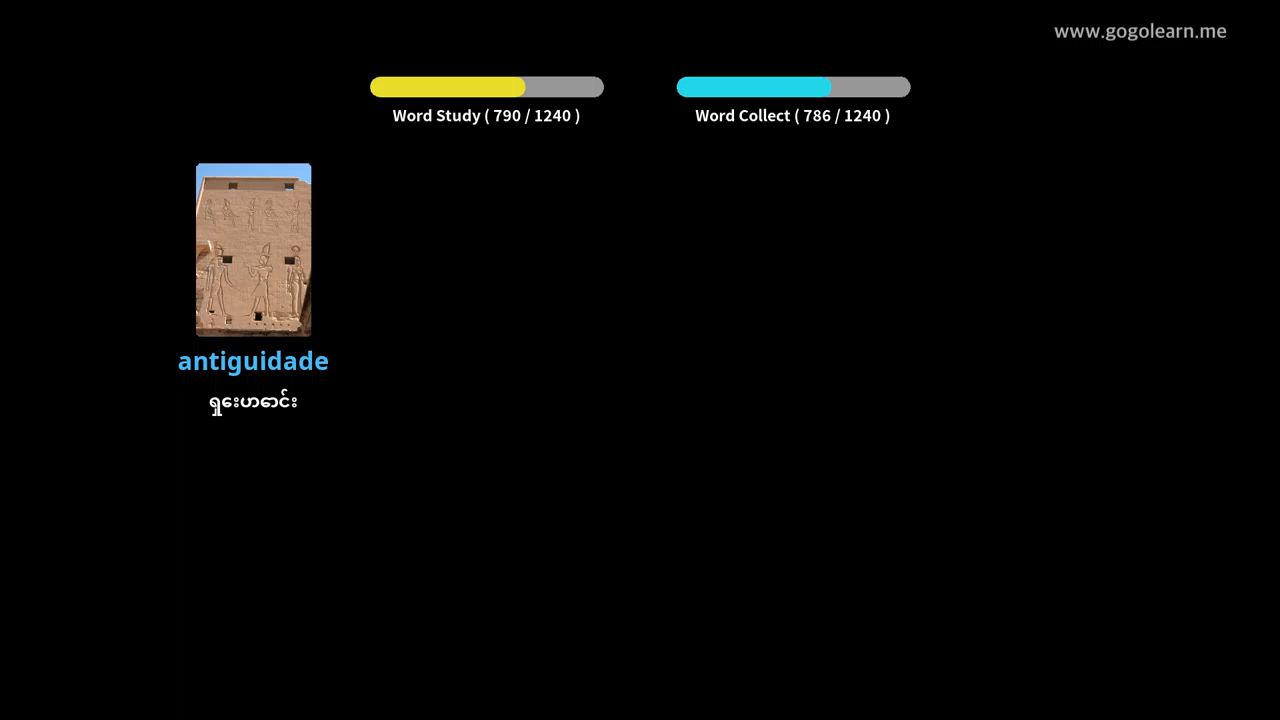 www.gogolearn.me
Word Study ( 790 / 1240 )
Word Collect ( 786 / 1240 )
antiguidade
ရှေးဟောင်း